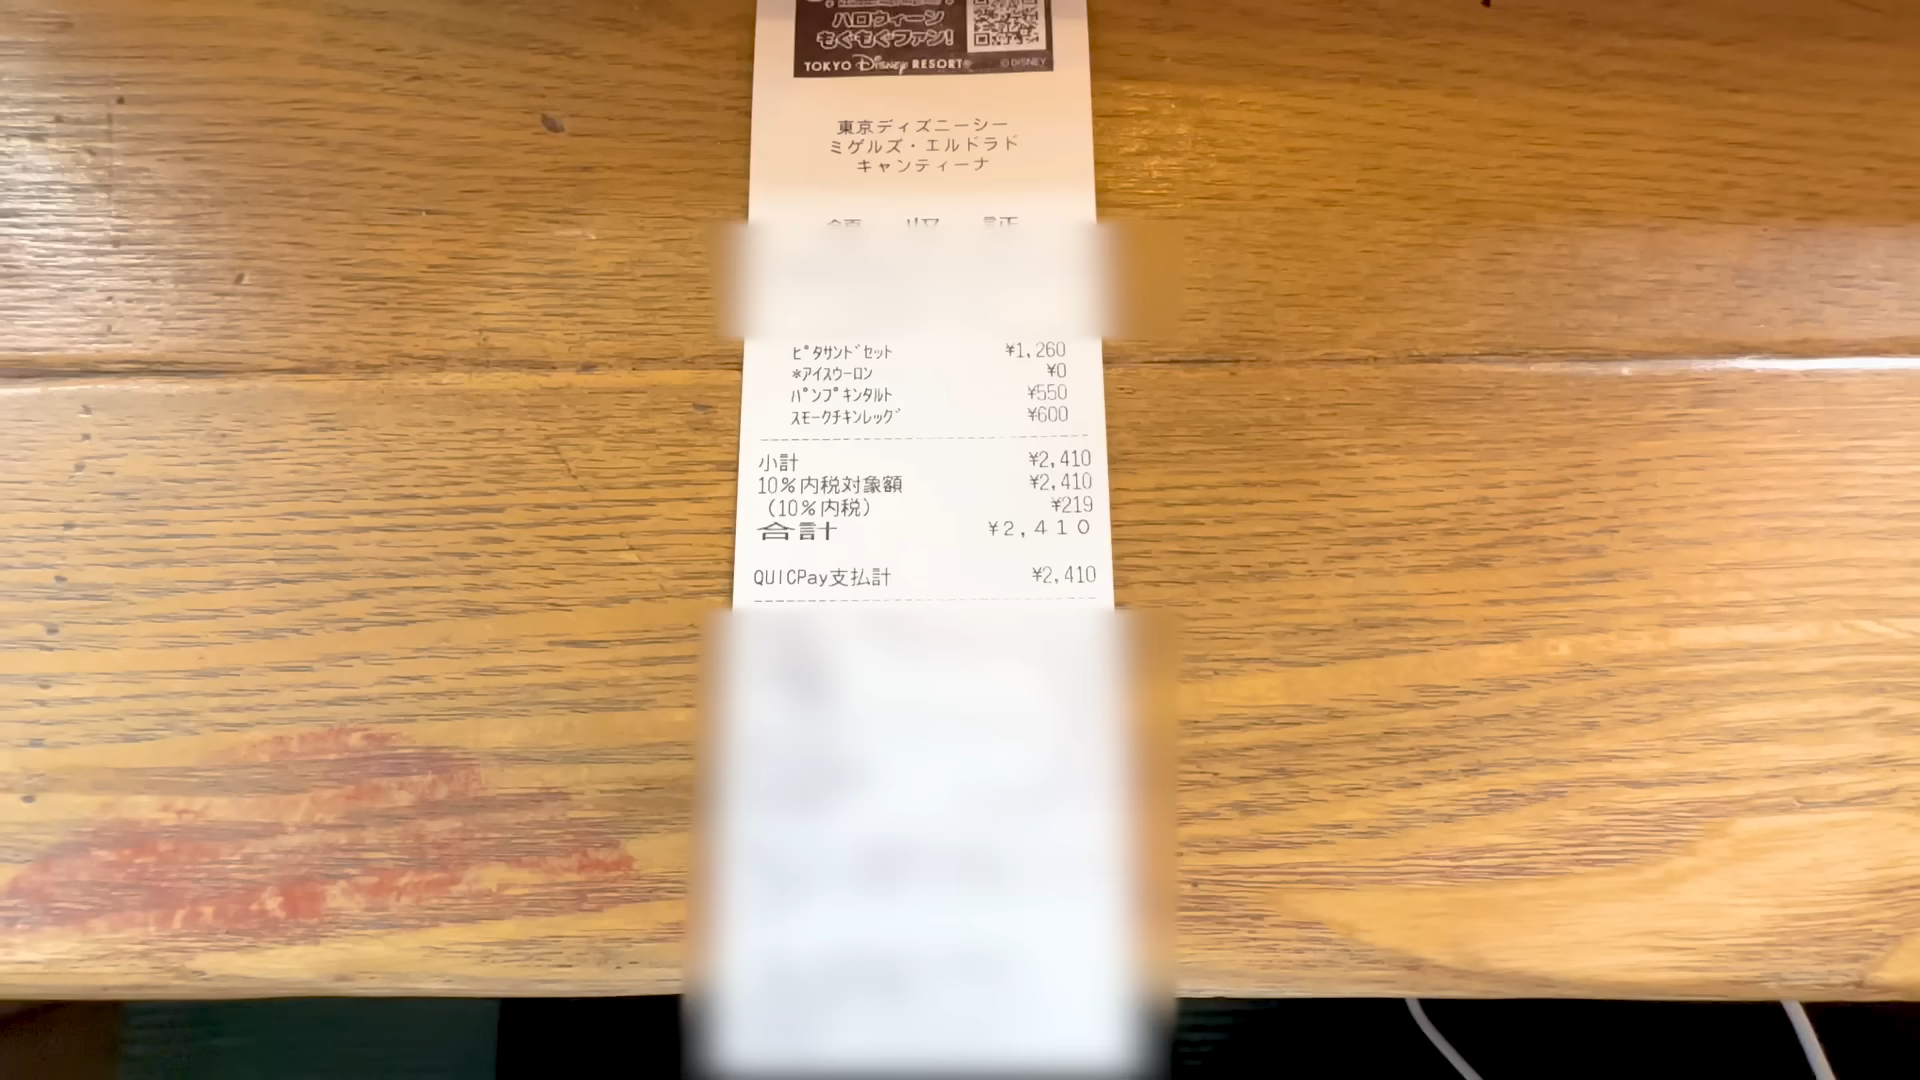 ハロウィーン
もぐもぐファン!
TOKYO Disney RESORT® ©DISNEY
東京ディズニーシー
ミゲルズ・エルドラド
キャンティーナ
領 収 証
ﾋﾟﾀｻﾝﾄﾞｾｯﾄ ¥1,260
*ｱｲｽｳｰﾛﾝ ¥0
ﾊﾟﾝﾌﾟｷﾝﾀﾙﾄ ¥550
ｽﾓｰｸﾁｷﾝﾚｯｸﾞ ¥600
小計 ¥2,410
10%内税対象額 ¥2,410
(10%内税) ¥219
合計 ¥2,410
QUICPay支払計 ¥2,410